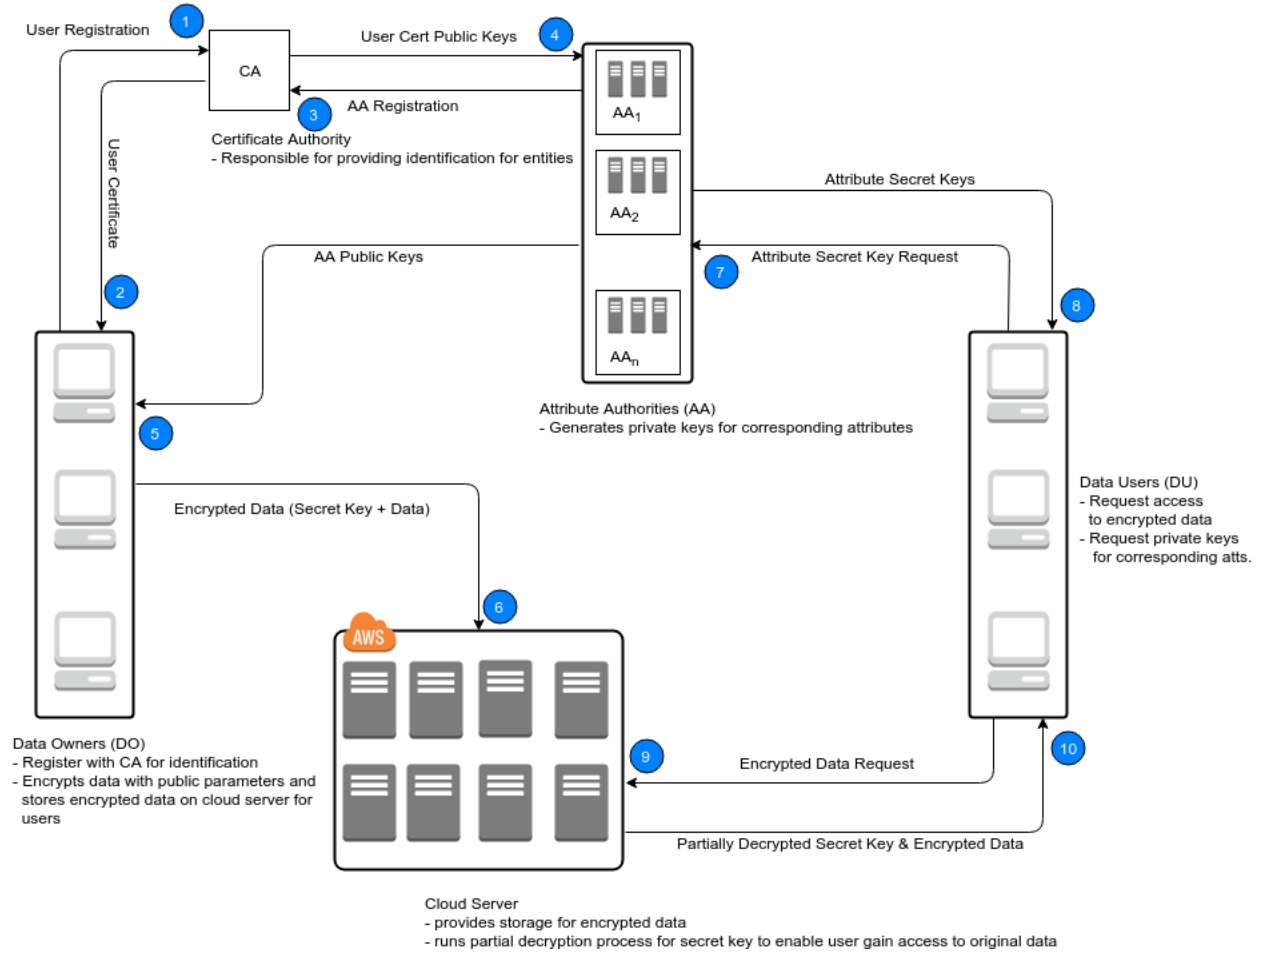 User Registration
1
User Cert Public Keys
4
CA
AA Registration
3
AA1
Certificate Authority
- Responsible for providing identification for entities
User Certificate
AA2
Attribute Secret Keys
AA Public Keys
Attribute Secret Key Request
7
2
8
AAn
5
Attribute Authorities (AA)
- Generates private keys for corresponding attributes
Data Users (DU)
- Request access
to encrypted data
- Request private keys
for corresponding atts.
Encrypted Data (Secret Key + Data)
6
AWS
Data Owners (DO)
- Register with CA for identification
- Encrypts data with public parameters and
stores encrypted data on cloud server for
users
9
Encrypted Data Request
10
Partially Decrypted Secret Key & Encrypted Data
Cloud Server
- provides storage for encrypted data
- runs partial decryption process for secret key to enable user gain access to original data